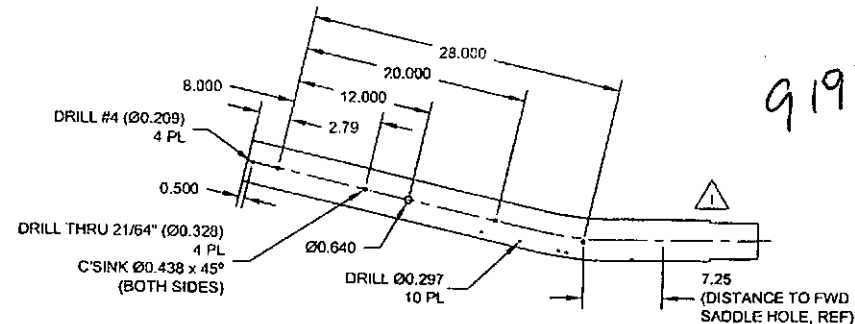 28.000
20.000
8.000
12.000
2.79
919
DRILL #4 (Ø0.209)
4 PL
0.500
1
DRILL THRU 21/64" (Ø0.328)
4 PL
C'SINK Ø0.438 x 45°
(BOTH SIDES)
Ø0.640
DRILL Ø0.297
10 PL
7.25
(DISTANCE TO FWD
SADDLE HOLE, REF)